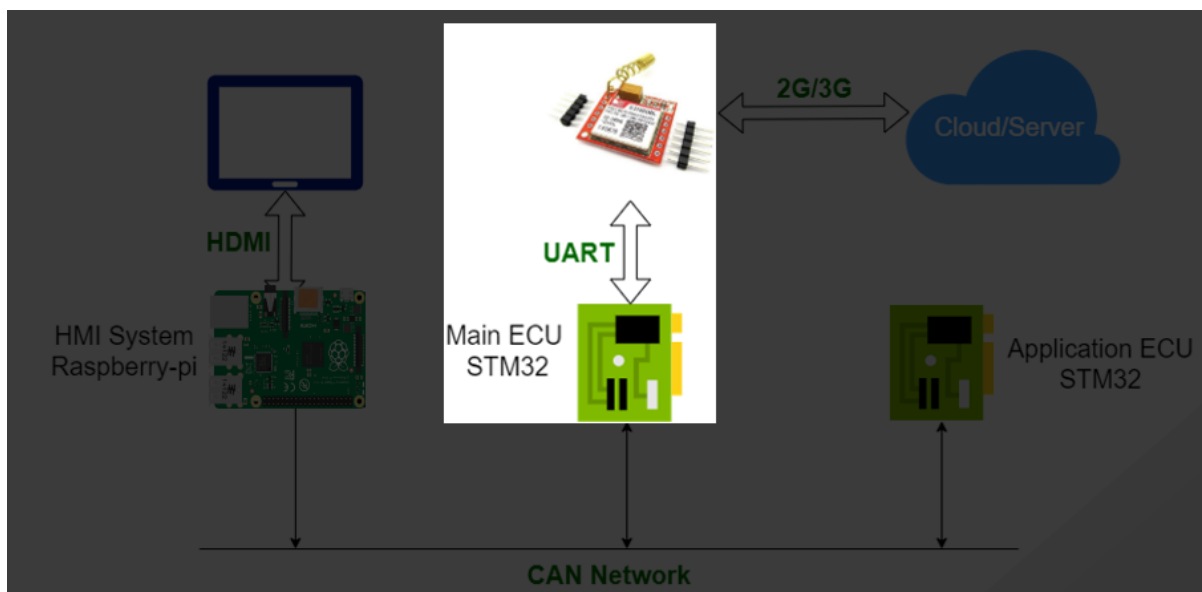 2G/3G
Cloud/Server
HDMI
UART
HMI System
Raspberry-pi
Main ECU
STM32
Application ECU
STM32
CAN Network